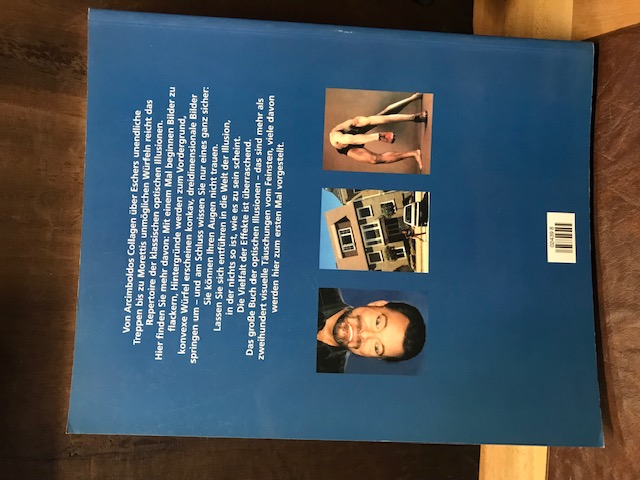 Von Arcimboldos Collagen über Eschers unendliche
Treppen bis zu Morettis unmöglichen Würfeln reicht das
Repertoire der klassischen optischen Illusionen.
Hier finden Sie mehr davon: Mit einem Mal beginnen Bilder zu
flackern, Hintergründe werden zum Vordergrund,
konvexe Würfel erscheinen konkav, dreidimensionale Bilder
springen um – und am Schluss wissen Sie nur eines ganz sicher:
Sie können Ihren Augen nicht trauen.
Lassen Sie sich entführen in die Welt der Illusion,
in der nichts so ist, wie es zu sein scheint.
Die Vielfalt der Effekte ist überraschend.
Das große Buch der optischen Illusionen – das sind mehr als
zweihundert visuelle Täuschungen vom Feinsten, viele davon
werden hier zum ersten Mal vorgestellt.
02439 8